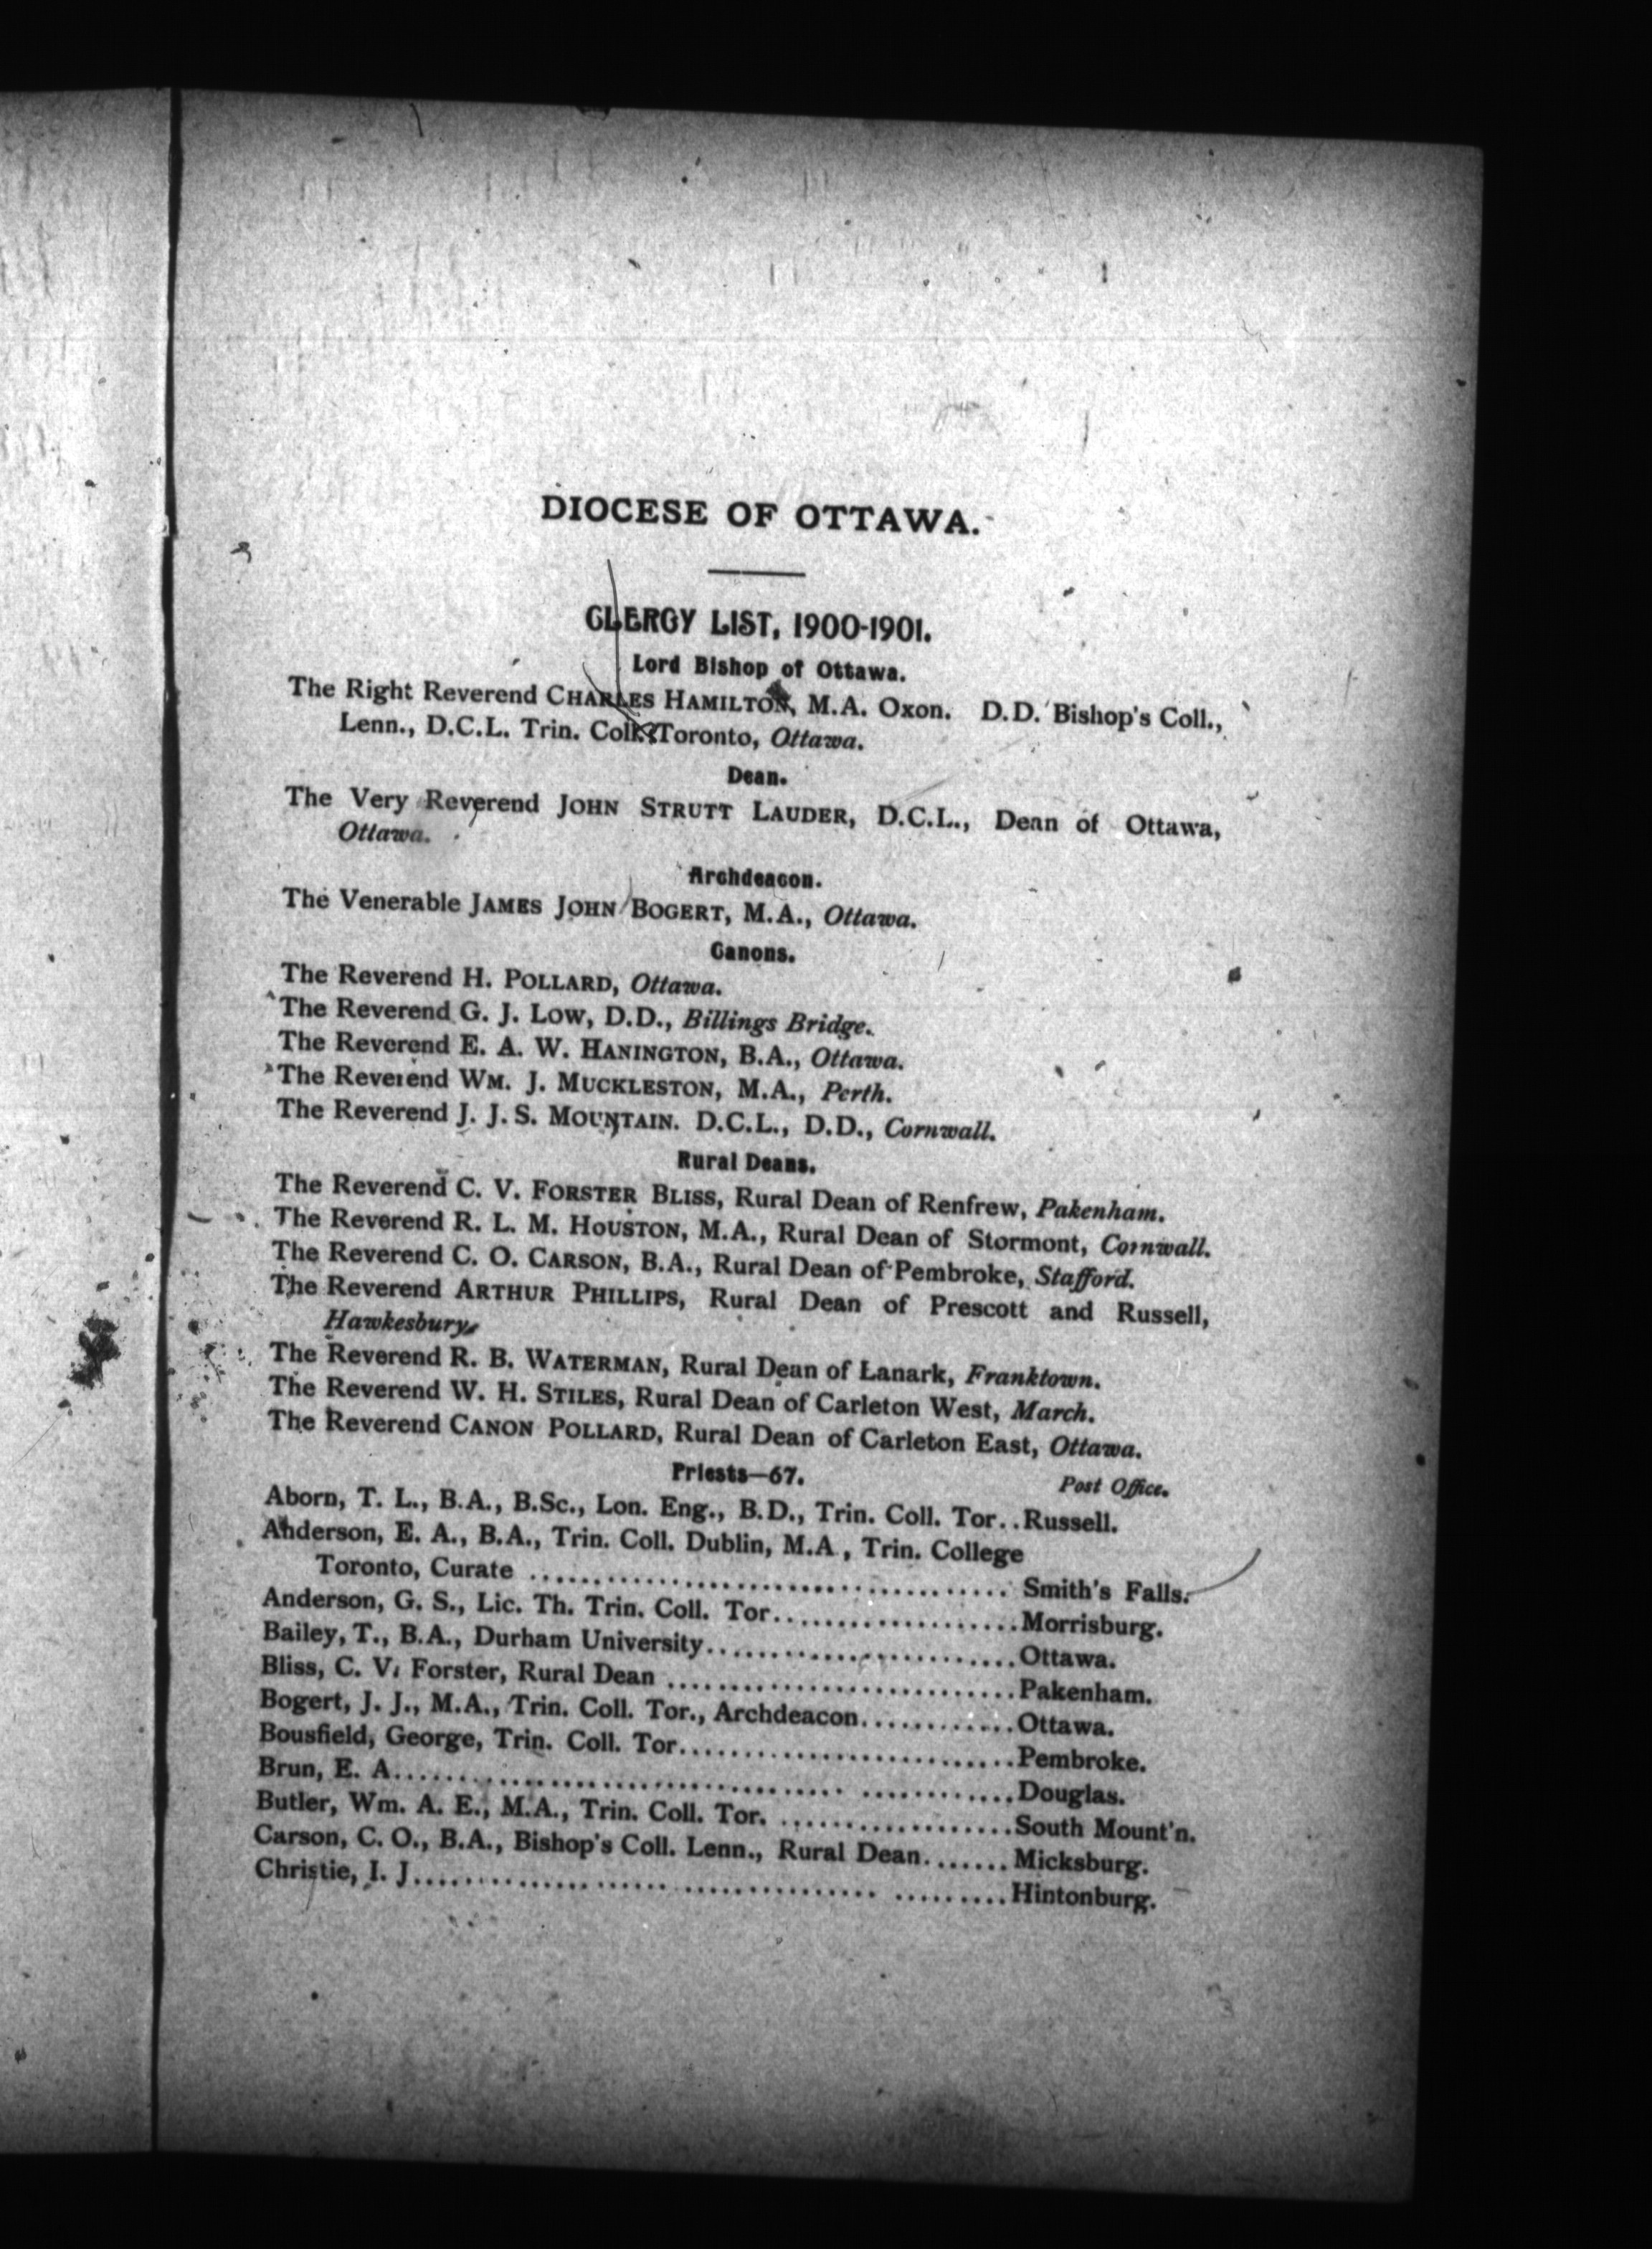 DIOCESE OF OTTAWA.
CLERGY LIST, 1900-1901.
Lord Bishop of Ottawa.
The Right Reverend CHARLES HAMILTON, M.A. Oxon. D.D. Bishop's Coll.,
Lenn., D.C.L. Trin. Coll. Toronto, Ottawa.
Dean.
The Very Reverend JOHN STRUTT LAUDER, D.C.L., Dean of Ottawa,
Ottawa.
Archdeacon.
The Venerable JAMES JOHN BOGERT, M.A., Ottawa.
Canons.
The Reverend H. POLLARD, Ottawa.
The Reverend G. J. LOW, D.D., Billings Bridge.
The Reverend E. A. W. HANINGTON, B.A., Ottawa.
The Reverend WM. J. MUCKLESTON, M.A., Perth.
The Reverend J. J. S. MOUNTAIN. D.C.L., D.D., Cornwall.
Rural Deans.
The Reverend C. V. FORSTER BLISS, Rural Dean of Renfrew, Pakenham.
The Reverend R. L. M. HOUSTON, M.A., Rural Dean of Stormont, Cornwall.
The Reverend C. O. CARSON, B.A., Rural Dean of Pembroke, Stafford.
The Reverend ARTHUR PHILLIPS, Rural Dean of Prescott and Russell,
Hawkesbury.
The Reverend R. B. WATERMAN, Rural Dean of Lanark, Franktown.
The Reverend W. H. STILES, Rural Dean of Carleton West, March.
The Reverend CANON POLLARD, Rural Dean of Carleton East, Ottawa.
Priests—67. Post Office.
Aborn, T. L., B.A., B.Sc., Lon. Eng., B.D., Trin. Coll. Tor..Russell.
Anderson, E. A., B.A., Trin. Coll. Dublin, M.A., Trin. College
Toronto, Curate .................................... Smith's Falls.
Anderson, G. S., Lic. Th. Trin. Coll. Tor...................Morrisburg.
Bailey, T., B.A., Durham University........................Ottawa.
Bliss, C. V. Forster, Rural Dean ...........................Pakenham.
Bogert, J. J., M.A., Trin. Coll. Tor., Archdeacon............Ottawa.
Bousfield, George, Trin. Coll. Tor..........................Pembroke.
Brun, E. A................................... ............Douglas.
Butler, Wm. A. E., M.A., Trin. Coll. Tor. ..................South Mount'n.
Carson, C. O., B.A., Bishop's Coll. Lenn., Rural Dean.......Micksburg.
Christie, I. J.................... ............... .........Hintonburg.